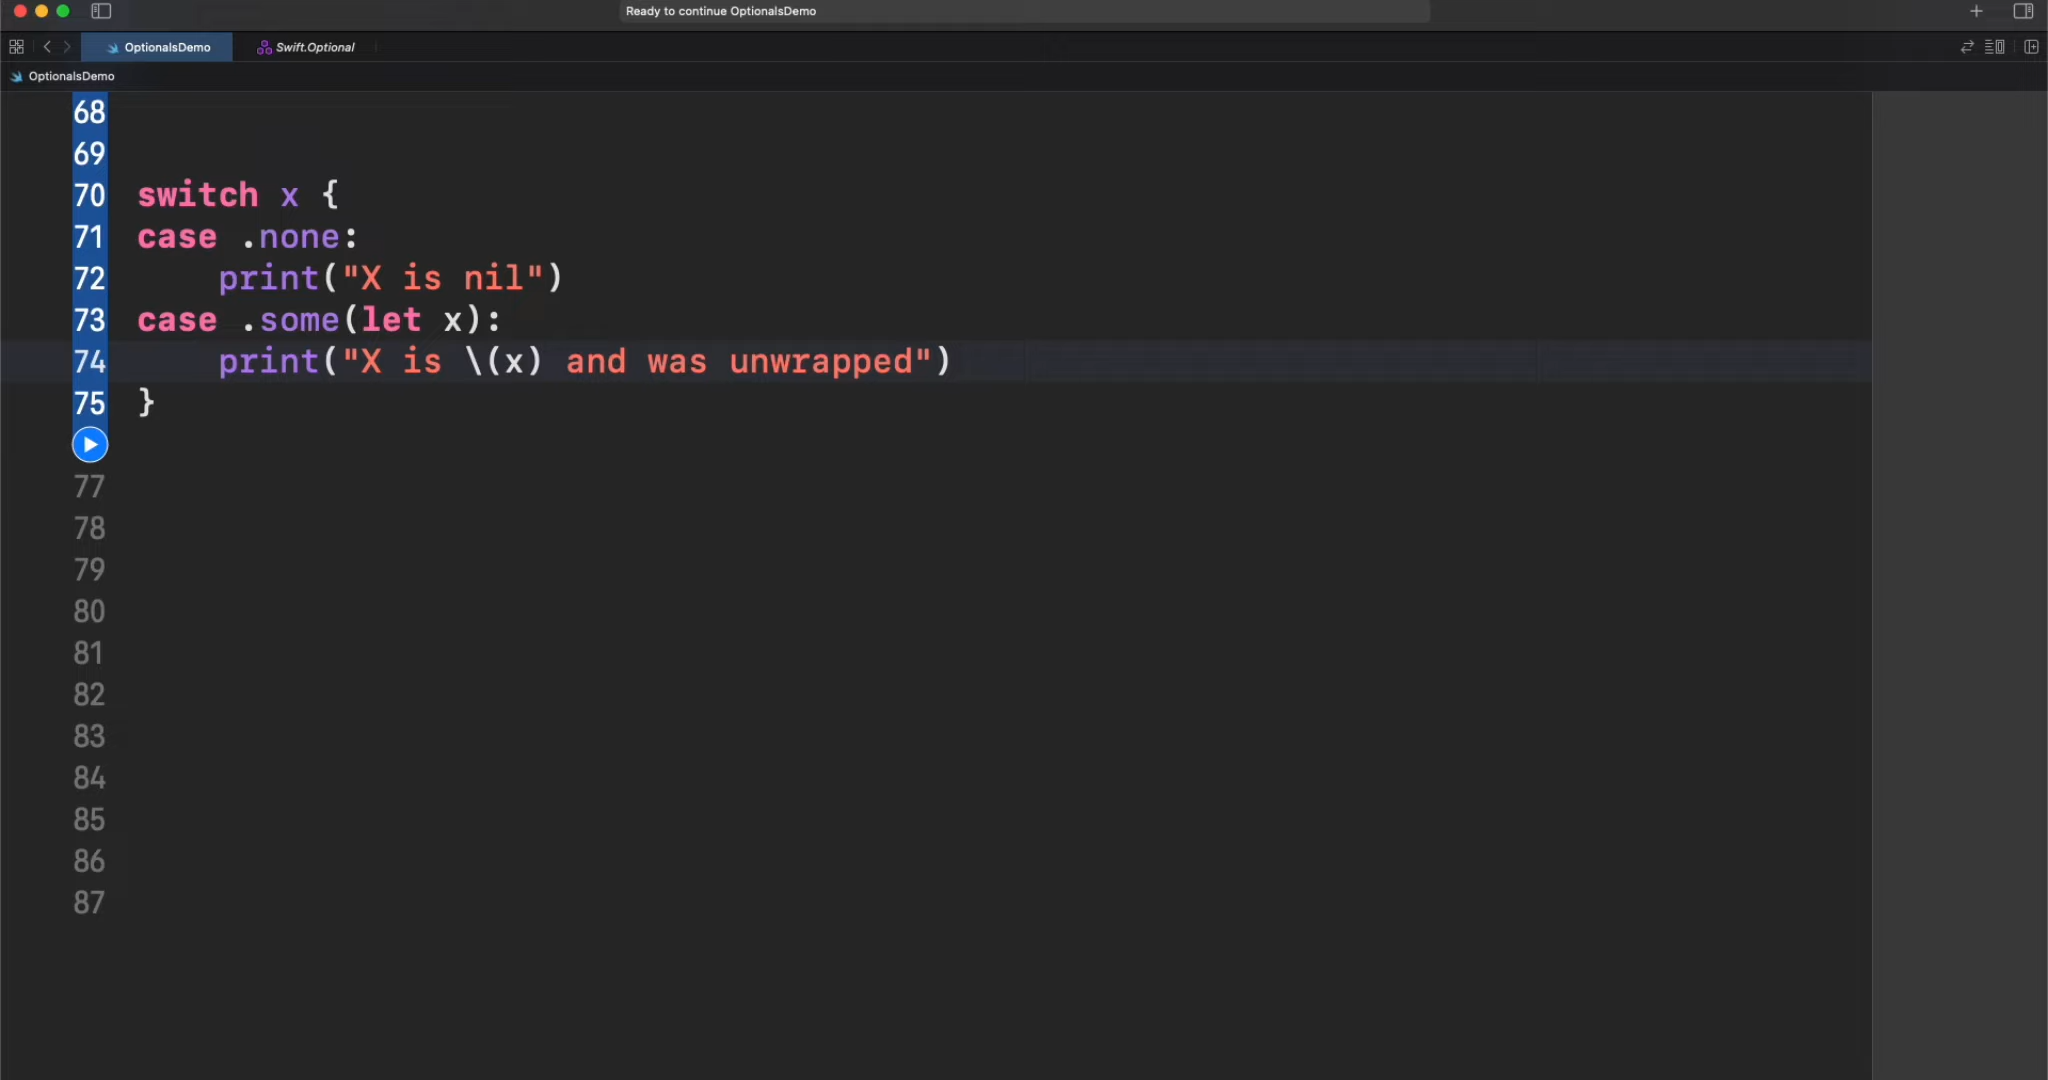 Ready to continue OptionalsDemo
OptionalsDemo
Swift.Optional
OptionalsDemo
68
69
70 switch x {
71 case .none:
72     print("X is nil")
73 case .some(let x):
74     print("X is \(x) and was unwrapped")
75 }
77
78
79
80
81
82
83
84
85
86
87